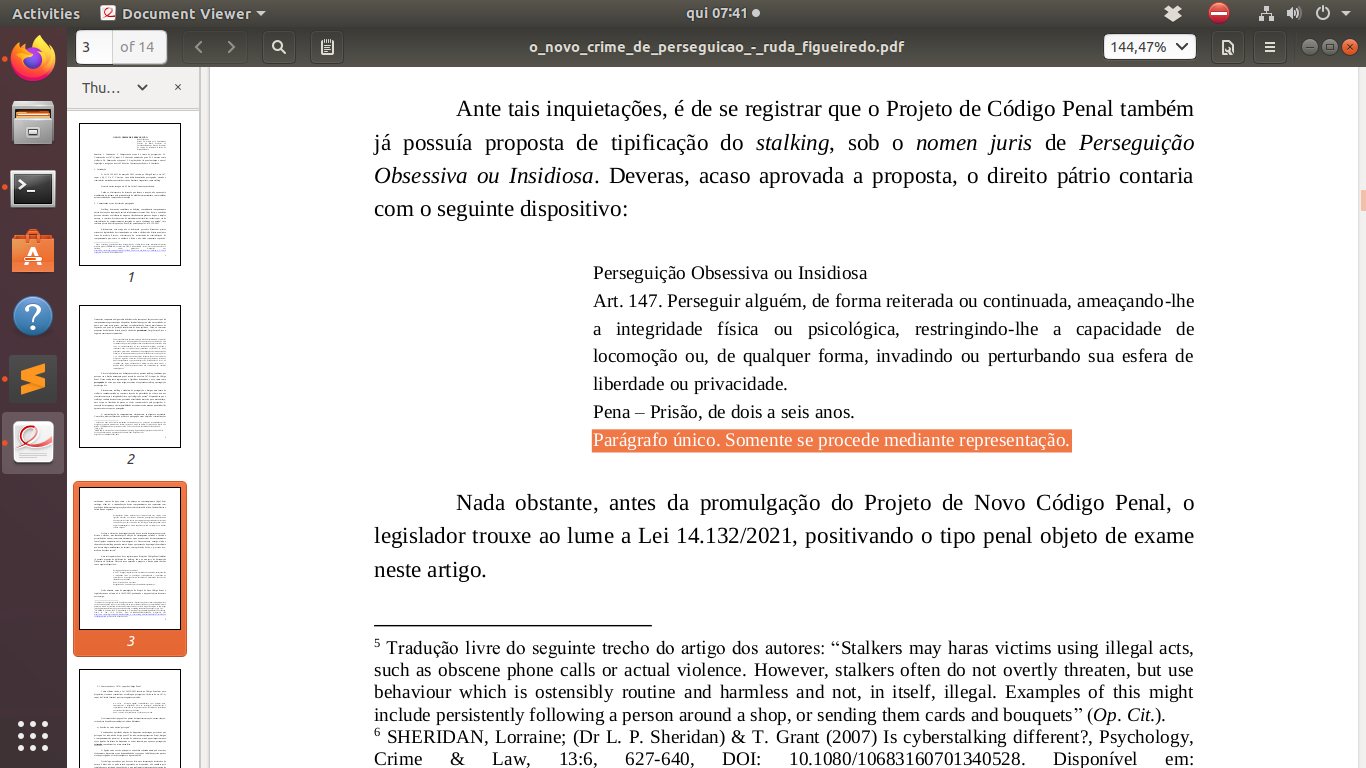 Activities
Document Viewer
qui 07:41
3
of 14
o_novo_crime_de_perseguicao_-_ruda_figueiredo.pdf
144,47%
Thu…
1
2
3
Ante tais inquietações, é de se registrar que o Projeto de Código Penal também
já possuía proposta de tipificação do stalking, sob o nomen juris de Perseguição
Obsessiva ou Insidiosa. Deveras, acaso aprovada a proposta, o direito pátrio contaria
com o seguinte dispositivo:
Perseguição Obsessiva ou Insidiosa
Art. 147. Perseguir alguém, de forma reiterada ou continuada, ameaçando-lhe
a integridade física ou psicológica, restringindo-lhe a capacidade de
locomoção ou, de qualquer forma, invadindo ou perturbando sua esfera de
liberdade ou privacidade.
Pena – Prisão, de dois a seis anos.
Parágrafo único. Somente se procede mediante representação.
Nada obstante, antes da promulgação do Projeto de Novo Código Penal, o
legislador trouxe ao lume a Lei 14.132/2021, positivando o tipo penal objeto de exame
neste artigo.
5 Tradução livre do seguinte trecho do artigo dos autores: “Stalkers may haras victims using illegal acts,
such as obscene phone calls or actual violence. However, stalkers often do not overtly threaten, but use
behaviour which is ostensibly routine and harmless and not, in itself, illegal. Examples of this might
include persistently following a person around a shop, or sending them cards and bouquets” (Op. Cit.).
6 SHERIDAN, Lorraine: (Dr L. P. Sheridan) & T. Grant (2007) Is cyberstalking different?, Psychology,
Crime & Law, 13:6, 627-640, DOI: 10.1080/10683160701340528. Disponível em: